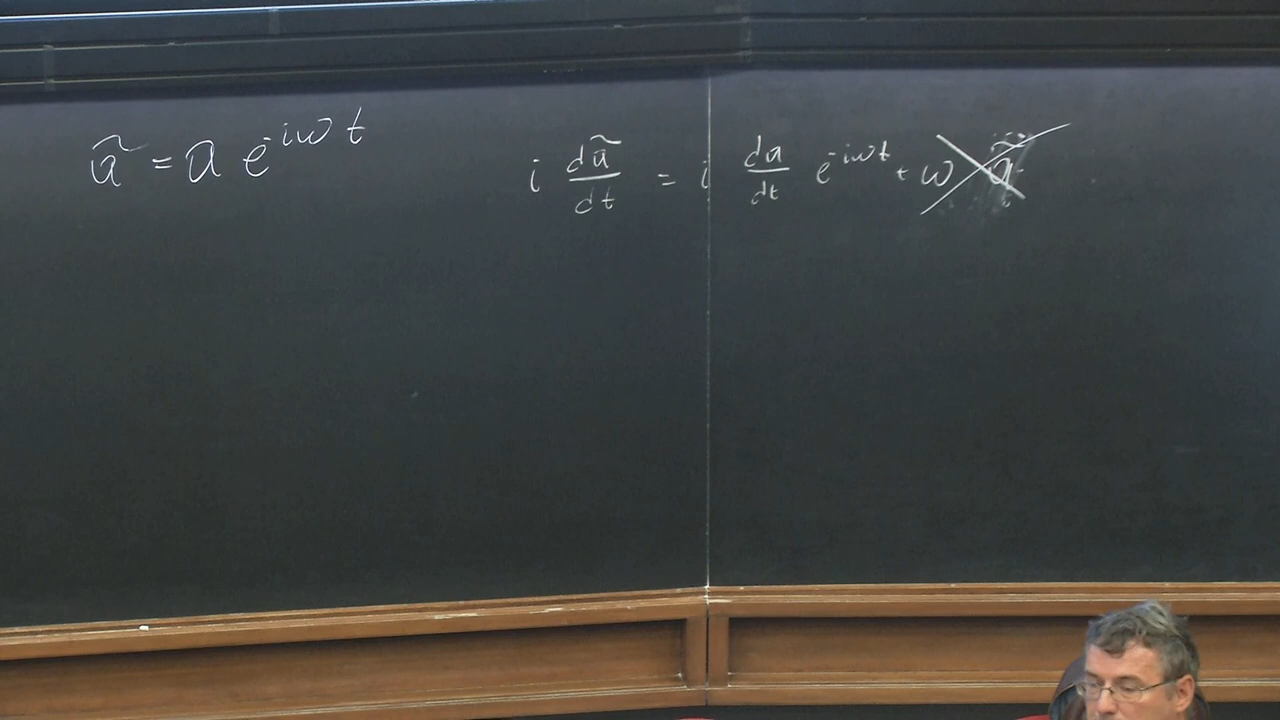 ã = a e^{-iωt}
i dã/dt = i da/dt e^{-iωt} + ω ã